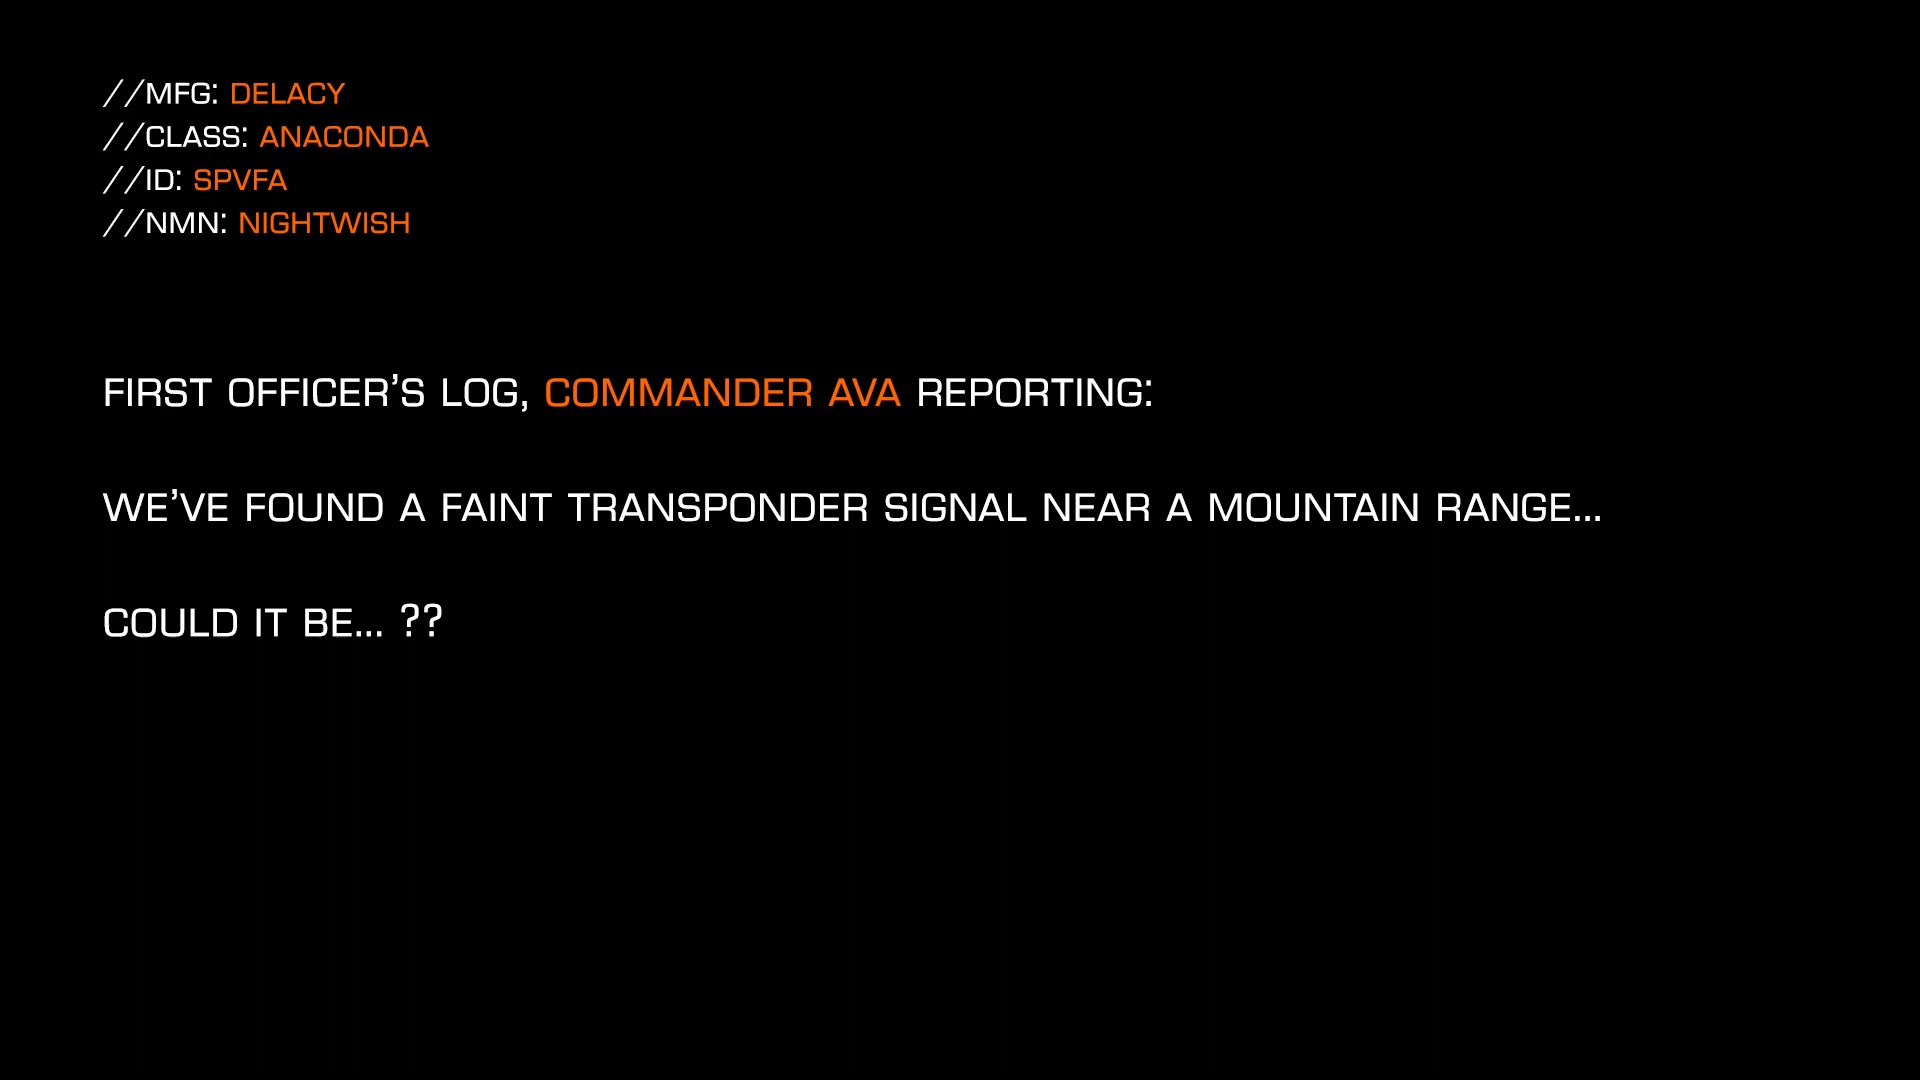 //MFG: DELACY
//CLASS: ANACONDA
//ID: SPVFA
//NMN: NIGHTWISH
FIRST OFFICER’S LOG, COMMANDER AVA REPORTING:
WE’VE FOUND A FAINT TRANSPONDER SIGNAL NEAR A MOUNTAIN RANGE...
COULD IT BE... ??